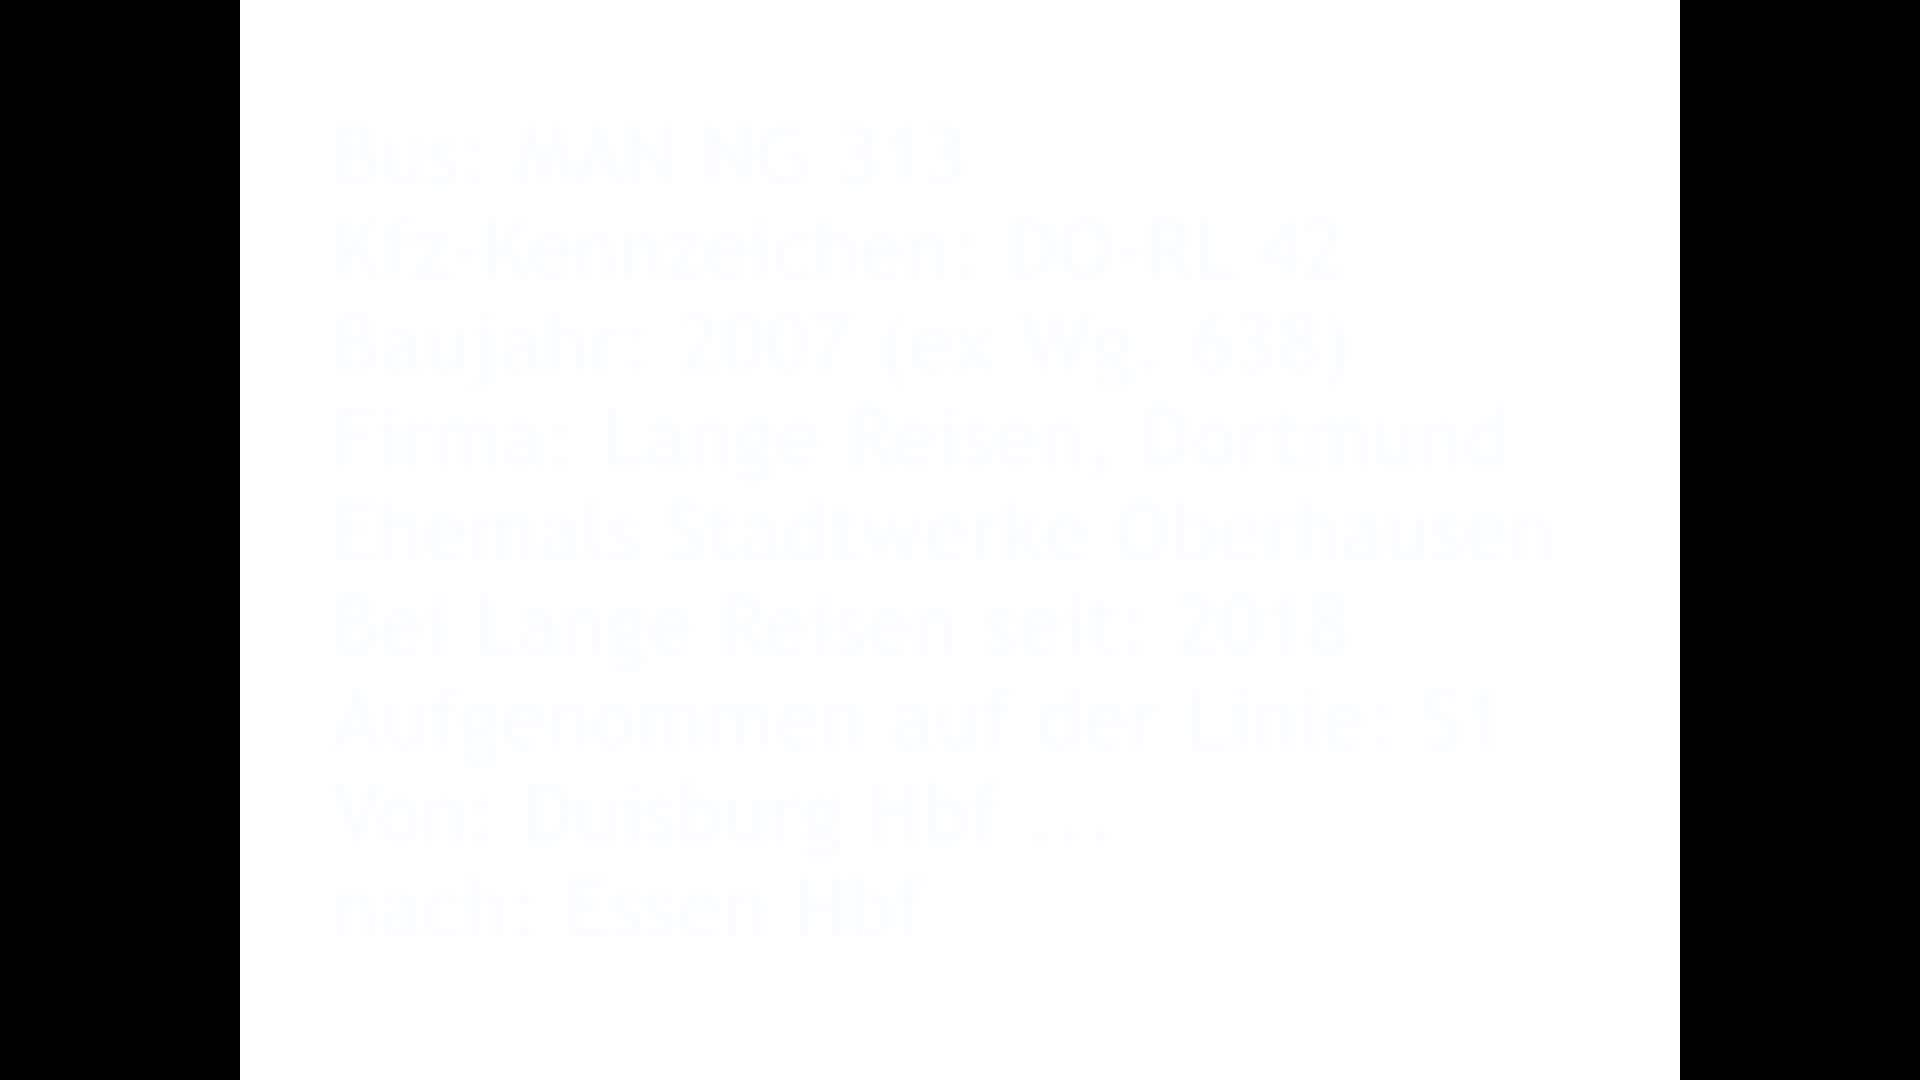 Bus: MAN NG 313
Kfz-Kennzeichen: DO-RL 42
Baujahr: 2007 (ex Wg. 638)
Firma: Lange Reisen, Dortmund
Ehemals Stadtwerke Oberhausen
Bei Lange Reisen seit: 2018
Aufgenommen auf der Linie: S1
Von: Duisburg Hbf ...
nach: Essen Hbf